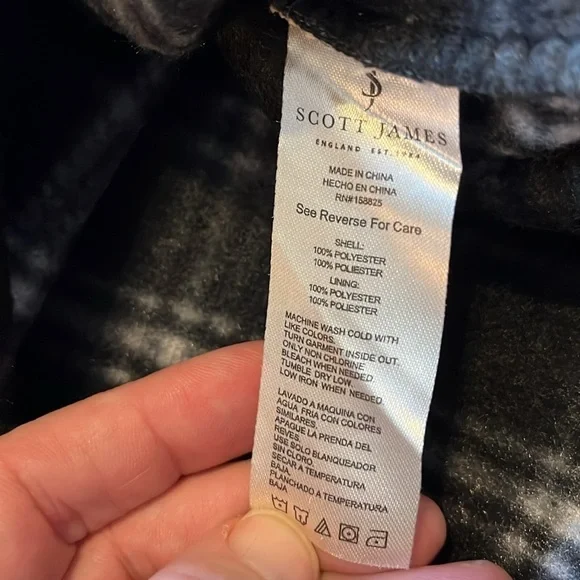 SCOTT JAMES
ENGLAND EST. 1984
MADE IN CHINA
HECHO EN CHINA
RN#158825
See Reverse For Care
SHELL:
100% POLYESTER
100% POLIESTER
LINING:
100% POLYESTER
100% POLIESTER
MACHINE WASH COLD WITH
LIKE COLORS.
TURN GARMENT INSIDE OUT.
ONLY NON CHLORINE
BLEACH WHEN NEEDED.
TUMBLE DRY LOW.
LOW IRON WHEN NEEDED.
LAVADO A MAQUINA CON
AGUA FRIA CON COLORES
SIMILARES.
APAGUE LA PRENDA DEL
REVES.
USE SOLO BLANQUEADOR
SIN CLORO.
SECAR A TEMPERATURA
BAJA.
PLANCHADO A TEMPERATURA
BAJA